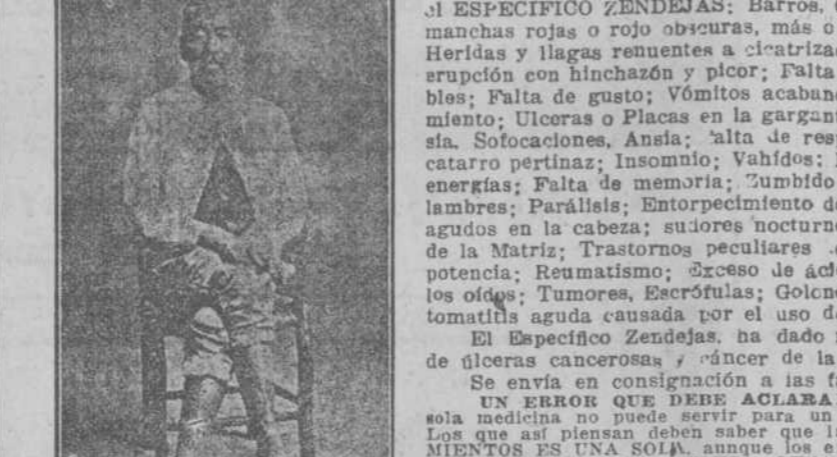 el ESPECIFICO ZENDEJAS: Barros,
manchas rojas o rojo obscuras, más o
Heridas y llagas renuentes a cicatriza
erupción con hinchazón y picor; Falta
bles; Falta de gusto; Vómitos acaban
miento; Ulceras o Placas en la gargan
sia, Sofocaciones, Ansia; alta de res
catarro pertinaz; Insomnio; Vahidos;
energías; Falta de memoria; Zumbido
lambres; Parálisis; Entorpecimiento d
agudos en la cabeza; sudores nocturn
de la Matriz; Trastornos peculiares
potencia; Reumatismo; Exceso de áci
los oídos; Tumores, Escrófulas; Golon
tomatitis aguda causada por el uso d
El Específico Zendejas. ha dado
de úlceras cancerosas y cáncer de la
Se envía en consignación a las f
UN ERROR QUE DEBE ACLARA
sola medicina no puede servir para un
Los que así piensan deben saber que l
MIENTOS ES UNA SOLA, aunque los e